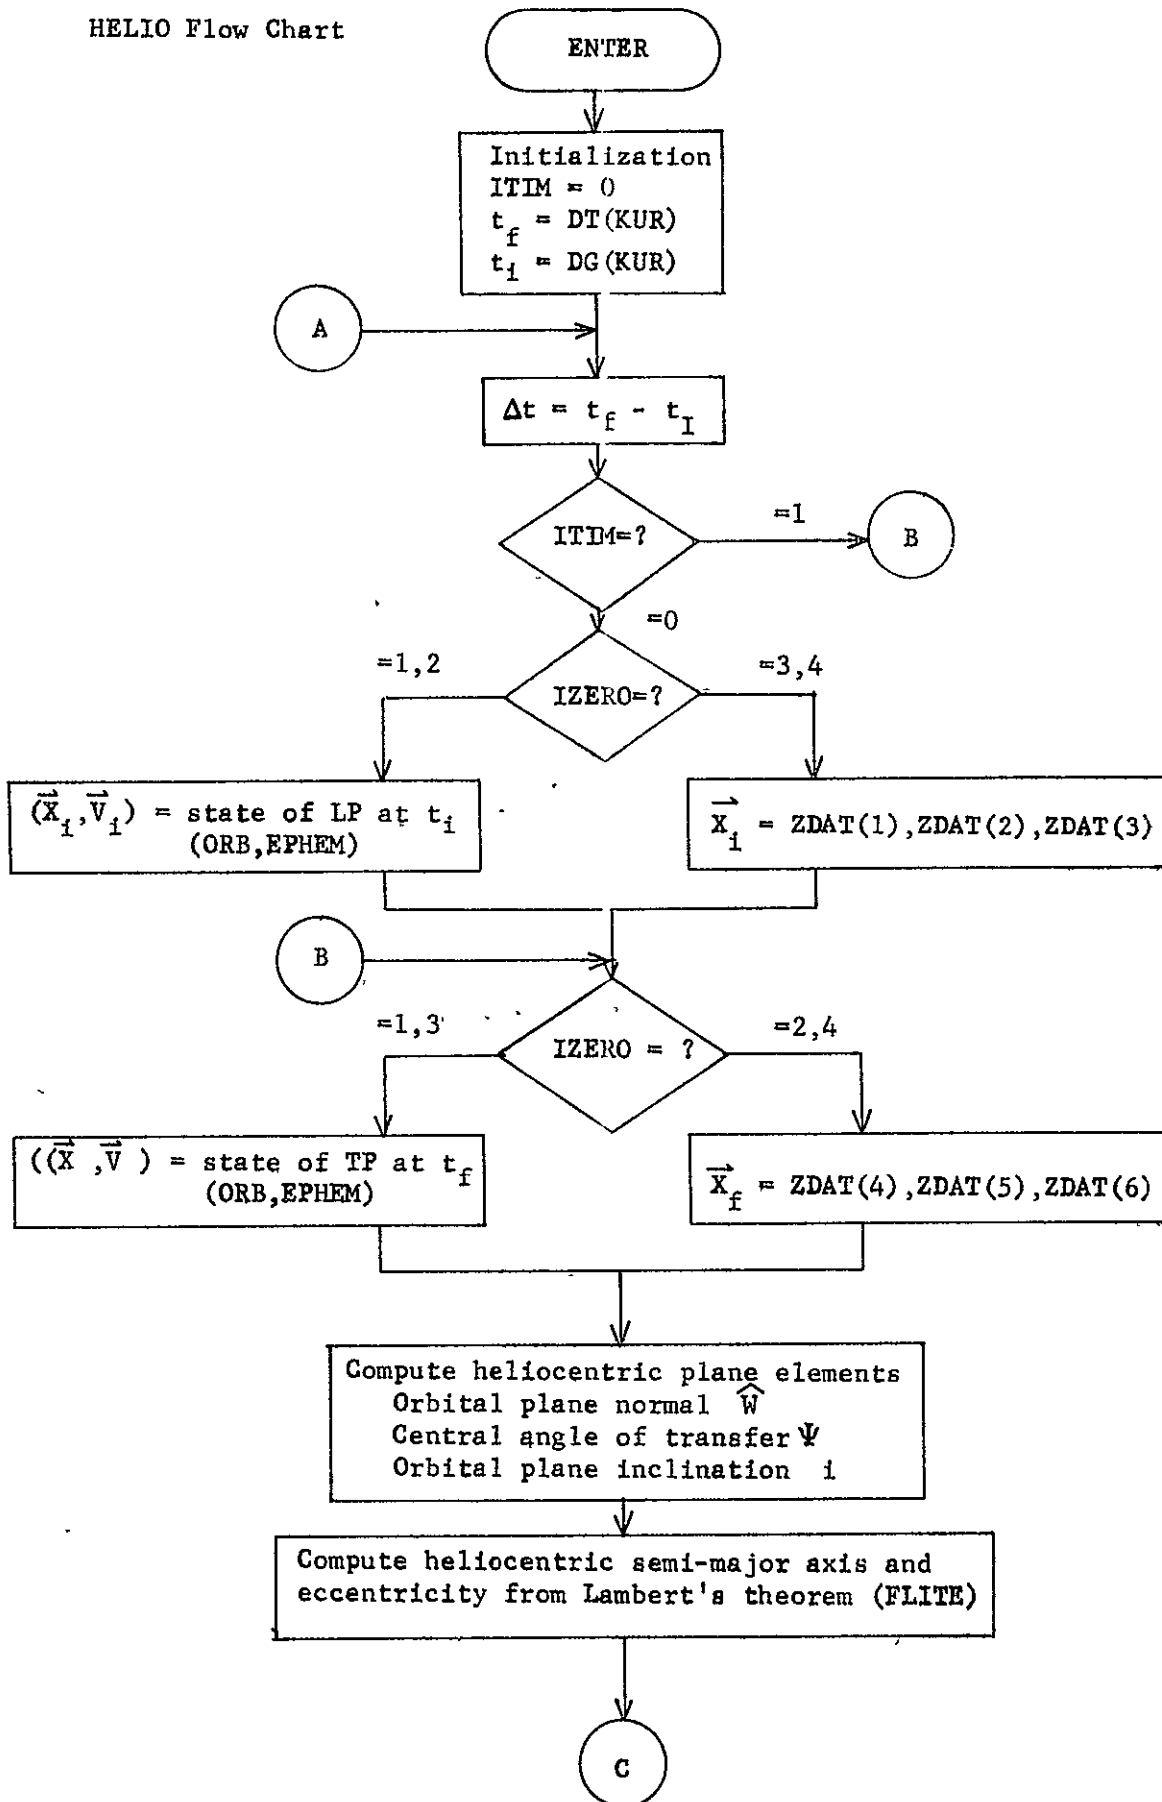 HELIO Flow Chart
ENTER
Initialization
ITIM = 0
t_f = DT(KUR)
t_i = DG(KUR)
A
Δt = t_f - t_I
ITIM=?
=1
B
=0
IZERO=?
=1,2
=3,4
(X⃗_i,V⃗_i) = state of LP at t_i
(ORB,EPHEM)
X⃗_i = ZDAT(1),ZDAT(2),ZDAT(3)
B
IZERO = ?
=1,3
=2,4
((X⃗ ,V⃗ ) = state of TP at t_f
(ORB,EPHEM)
X⃗_f = ZDAT(4),ZDAT(5),ZDAT(6)
Compute heliocentric plane elements
Orbital plane normal Ŵ
Central angle of transfer Ψ
Orbital plane inclination i
Compute heliocentric semi-major axis and
eccentricity from Lambert's theorem (FLITE)
C